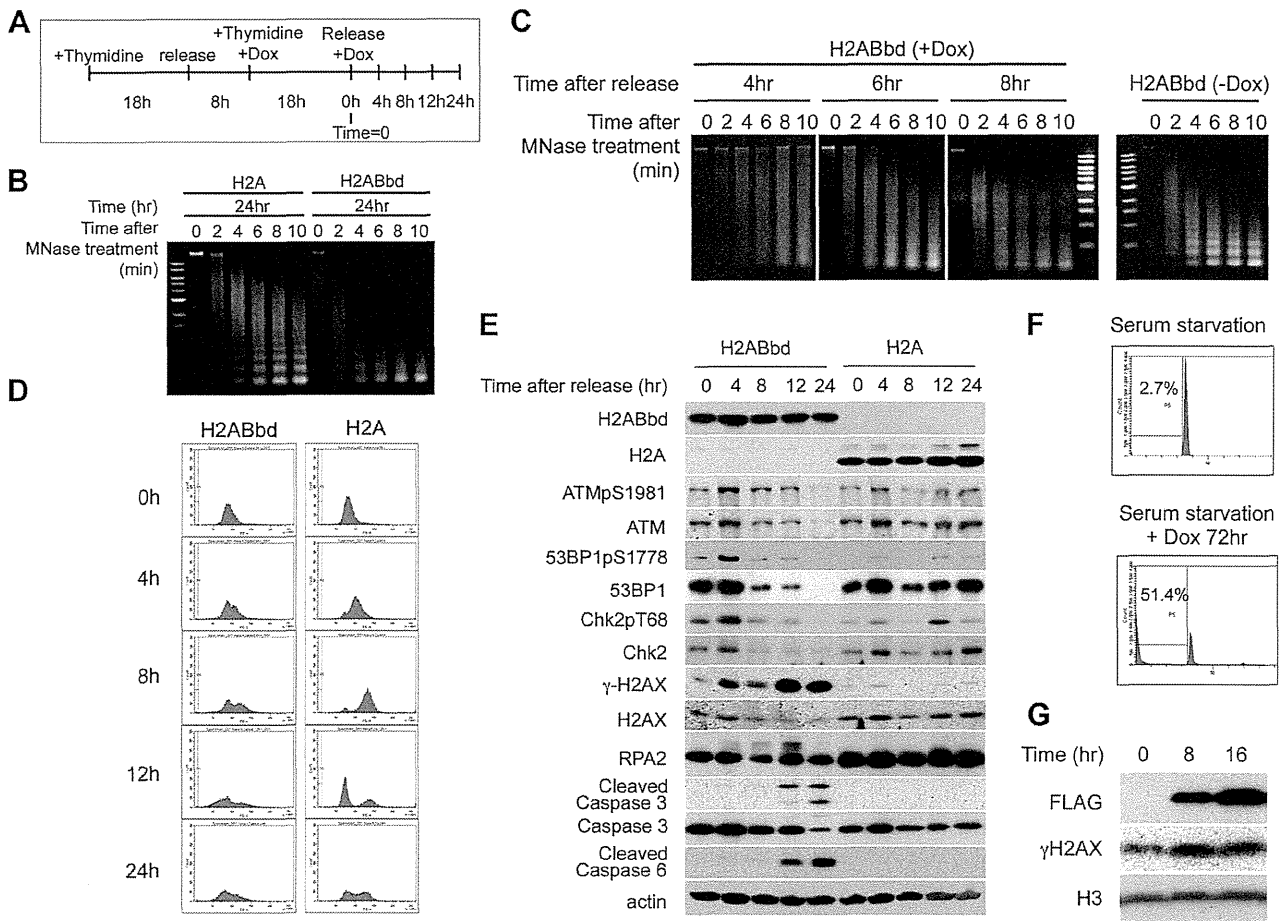 A
+Thymidine
release
+Thymidine
+Dox
Release
+Dox
18h 8h 18h 0h 4h 8h 12h 24h
Time=0
B
H2A H2ABbd
Time (hr) 24hr 24hr
Time after
MNase treatment
(min)
0 2 4 6 8 10 0 2 4 6 8 10
C
H2ABbd (+Dox)
Time after release 4hr 6hr 8hr H2ABbd (-Dox)
Time after
MNase treatment
(min)
0 2 4 6 8 10 0 2 4 6 8 10 0 2 4 6 8 10 0 2 4 6 8 10
D
H2ABbd H2A
0h
4h
8h
12h
24h
E
H2ABbd H2A
Time after release (hr) 0 4 8 12 24 0 4 8 12 24
H2ABbd
H2A
ATMpS1981
ATM
53BP1pS1778
53BP1
Chk2pT68
Chk2
γ-H2AX
H2AX
RPA2
Cleaved
Caspase 3
Caspase 3
Cleaved
Caspase 6
actin
F
Serum starvation
2.7%
Serum starvation
+ Dox 72hr
51.4%
G
Time (hr) 0 8 16
FLAG
γH2AX
H3